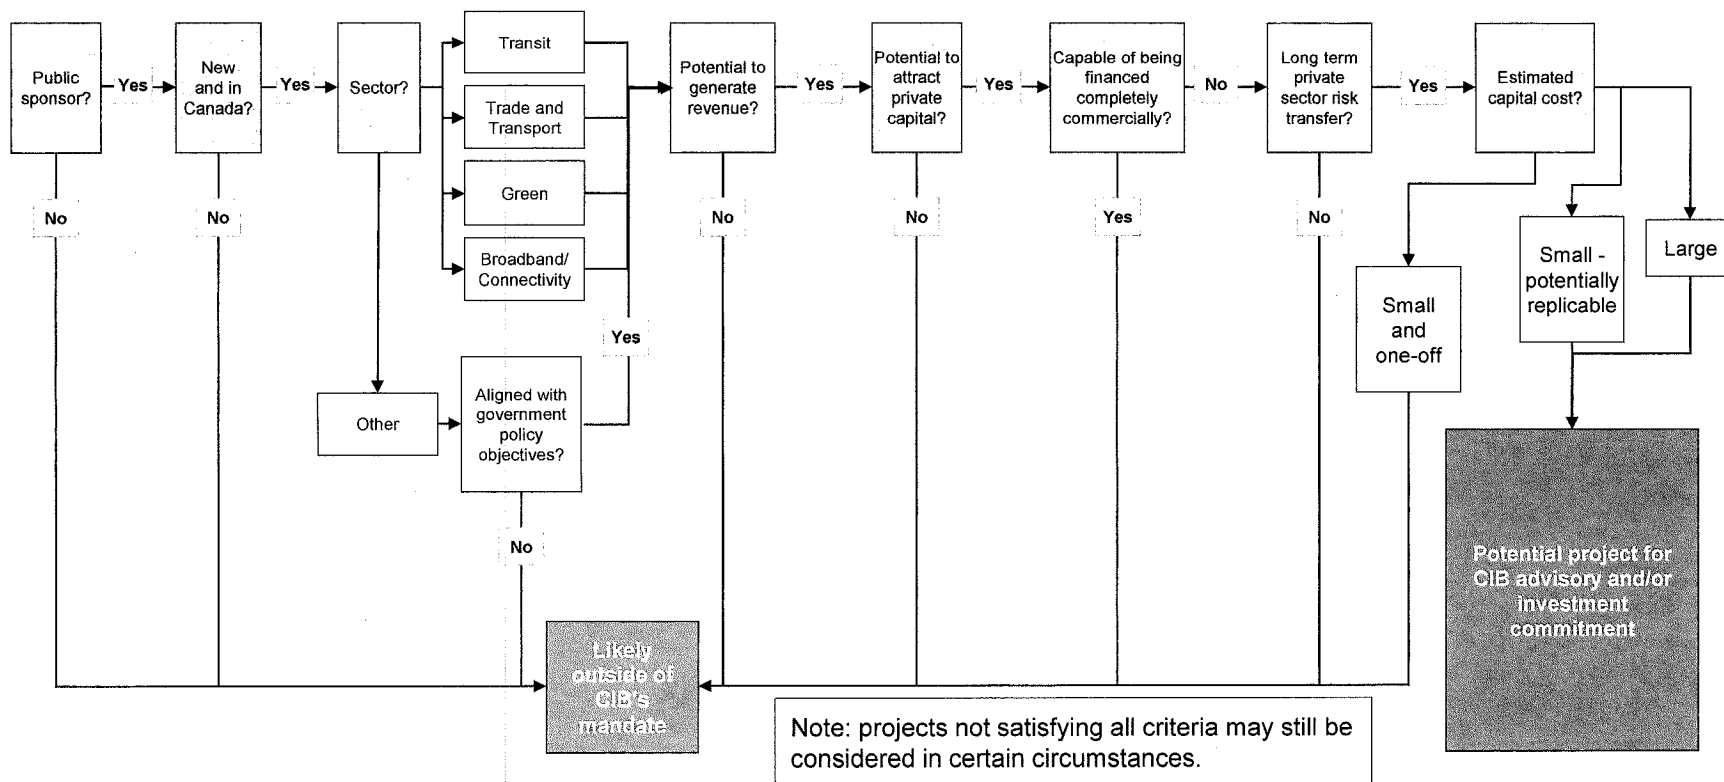 Public
sponsor?
Yes
New
and in
Canada?
Yes
Sector?
Transit
Trade and
Transport
Green
Broadband/
Connectivity
Potential to
generate
revenue?
Yes
Potential to
attract
private
capital?
Yes
Capable of being
financed
completely
commercially?
No
Long term
private
sector risk
transfer?
Yes
Estimated
capital cost?
No
No
No
No
Yes
No
Small
and
one-off
Small -
potentially
replicable
Large
Yes
Other
Aligned with
government
policy
objectives?
No
Likely
outside of
CIB's
mandate
Potential project for
CIB advisory and/or
investment
commitment
Note: projects not satisfying all criteria may still be
considered in certain circumstances.